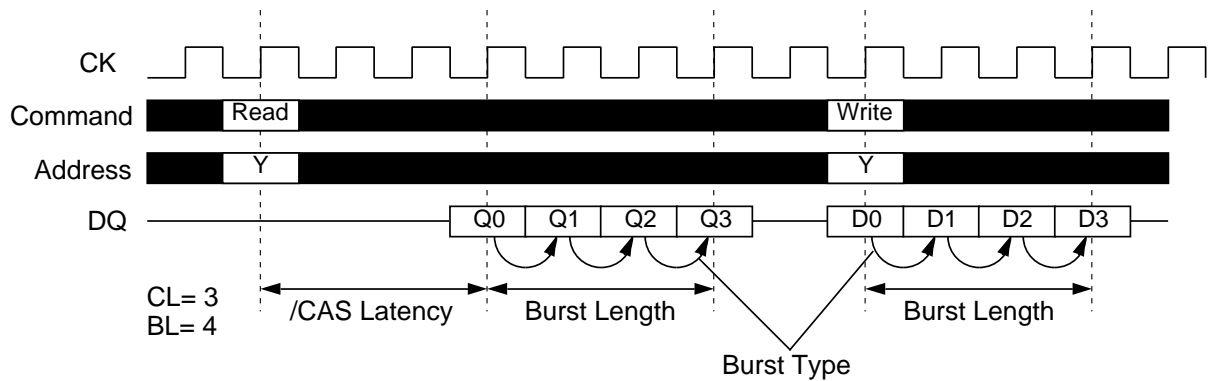 CK
Command Read Write
Address Y Y
DQ Q0 Q1 Q2 Q3 D0 D1 D2 D3
CL= 3
BL= 4
/CAS Latency Burst Length Burst Length
Burst Type